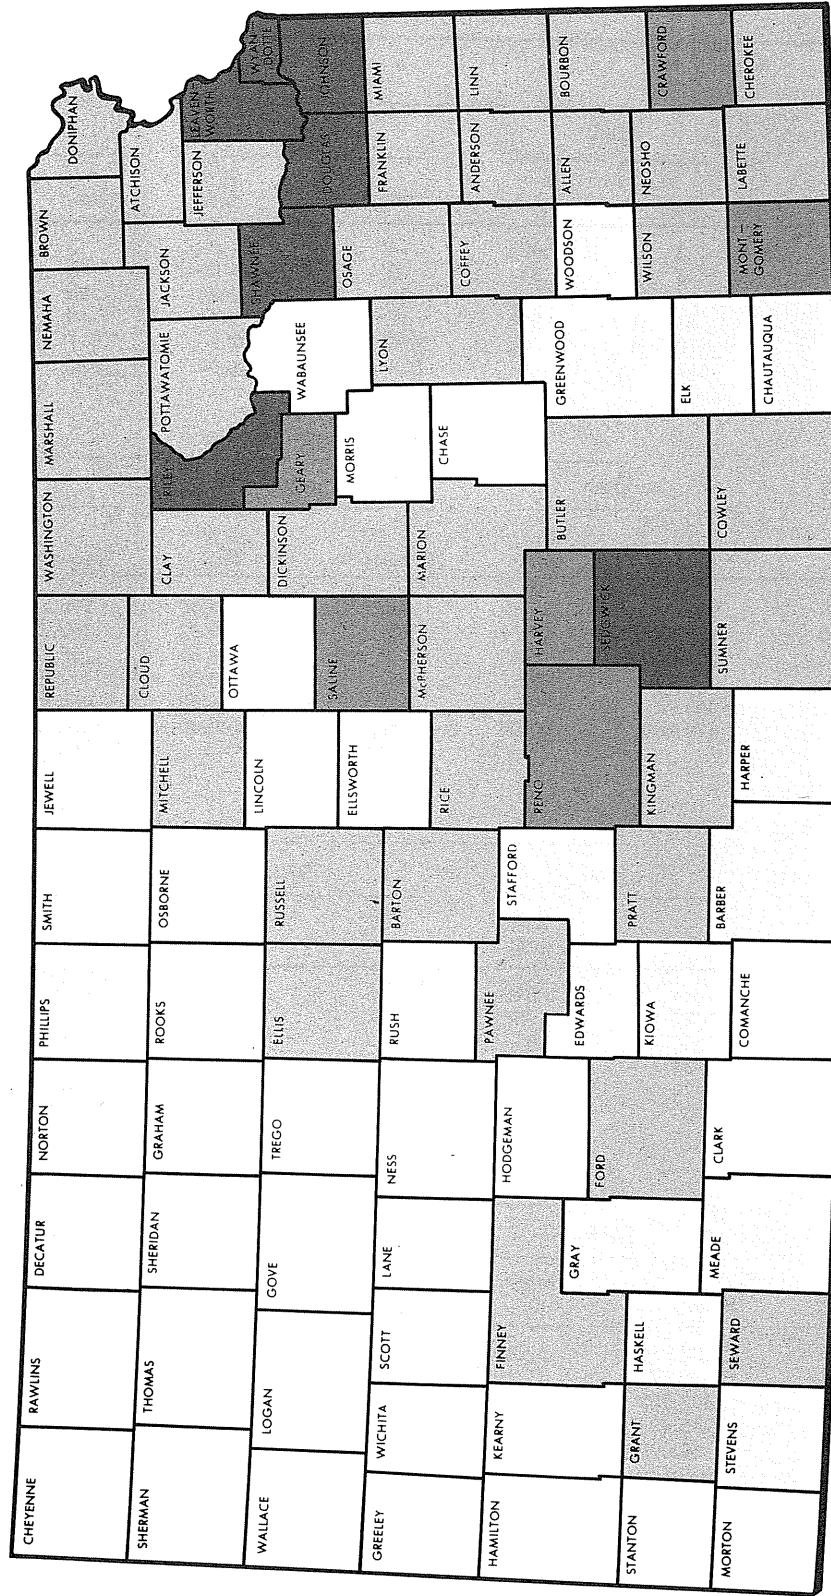 CHEYENNE
RAWLINS
DECATUR
NORTON
PHILLIPS
SMITH
JEWELL
REPUBLIC
WASHINGTON
MARSHALL
NEMAHA
BROWN
DONIPHAN
SHERMAN
THOMAS
SHERIDAN
GRAHAM
ROOKS
OSBORNE
MITCHELL
CLOUD
CLAY
RILEY
POTTAWATOMIE
JACKSON
ATCHISON
JEFFERSON
LEAVEN-
WORTH
WYAN-
DOTTE
WALLACE
LOGAN
GOVE
TREGO
ELLIS
RUSSELL
LINCOLN
OTTAWA
DICKINSON
GEARY
WABAUNSEE
SHAWNEE
DOUGLAS
JOHNSON
GREELEY
WICHITA
SCOTT
LANE
NESS
RUSH
BARTON
ELLSWORTH
SALINE
MORRIS
LYON
OSAGE
FRANKLIN
MIAMI
HAMILTON
KEARNY
FINNEY
HODGEMAN
PAWNEE
STAFFORD
RICE
McPHERSON
MARION
CHASE
COFFEY
ANDERSON
LINN
STANTON
GRANT
HASKELL
GRAY
FORD
EDWARDS
KIOWA
PRATT
RENO
KINGMAN
HARVEY
SEDGWICK
BUTLER
GREENWOOD
WOODSON
ALLEN
BOURBON
WILSON
NEOSHO
CRAWFORD
MORTON
STEVENS
SEWARD
MEADE
CLARK
COMANCHE
BARBER
HARPER
SUMNER
COWLEY
ELK
CHAUTAUQUA
MONT-
GOMERY
LABETTE
CHEROKEE